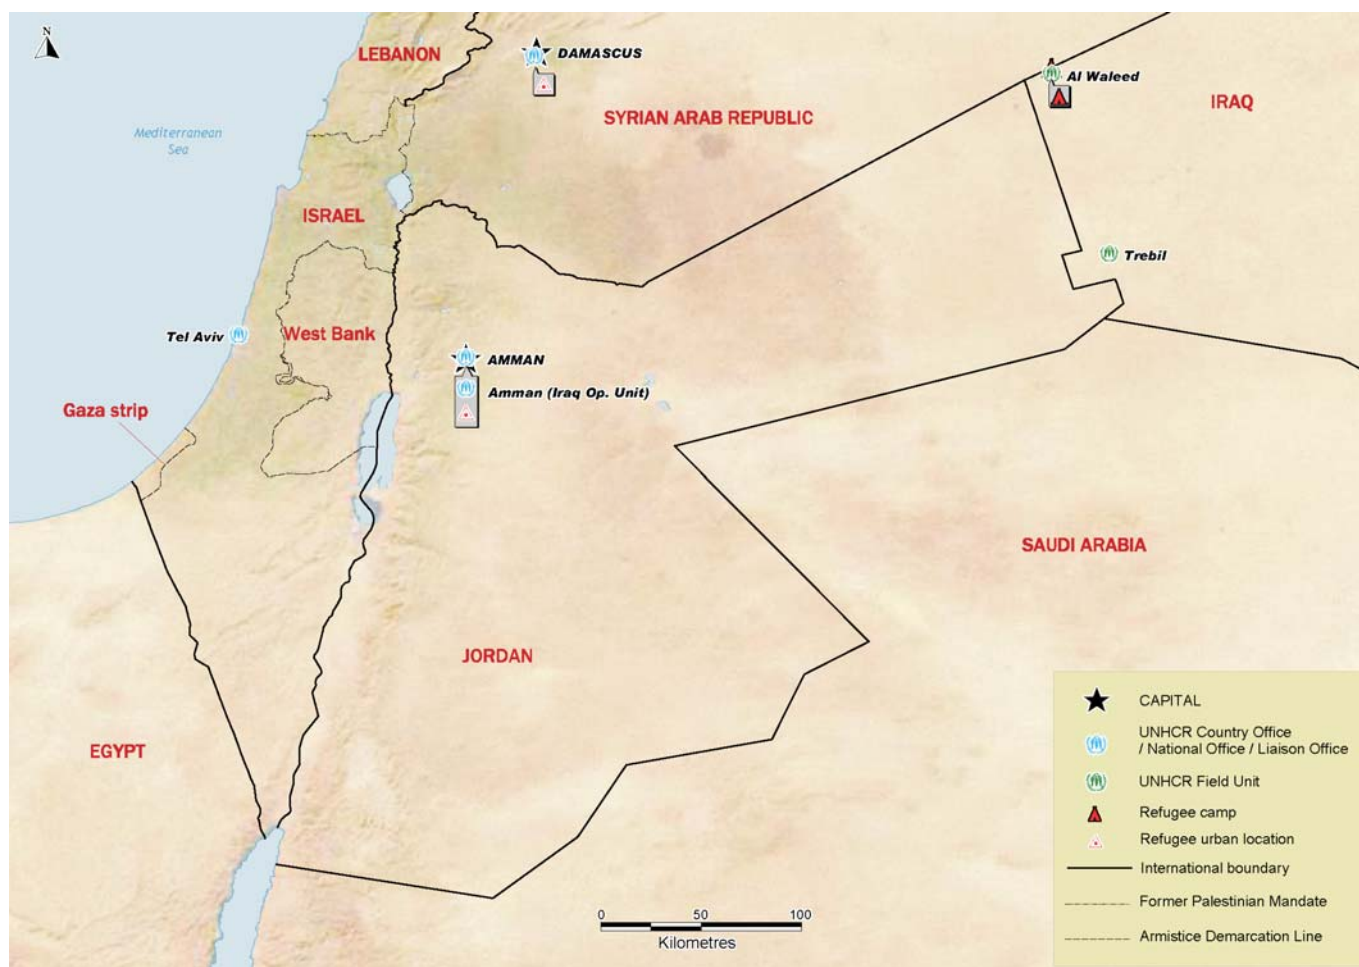 N
LEBANON
DAMASCUS
Al Waleed
SYRIAN ARAB REPUBLIC
IRAQ
Mediterranean
Sea
ISRAEL
Trebil
Tel Aviv
West Bank
AMMAN
Amman (Iraq Op. Unit)
Gaza strip
SAUDI ARABIA
JORDAN
EGYPT
CAPITAL
UNHCR Country Office
/ National Office / Liaison Office
UNHCR Field Unit
Refugee camp
Refugee urban location
International boundary
Former Palestinian Mandate
Armistice Demarcation Line
0 50 100
Kilometres